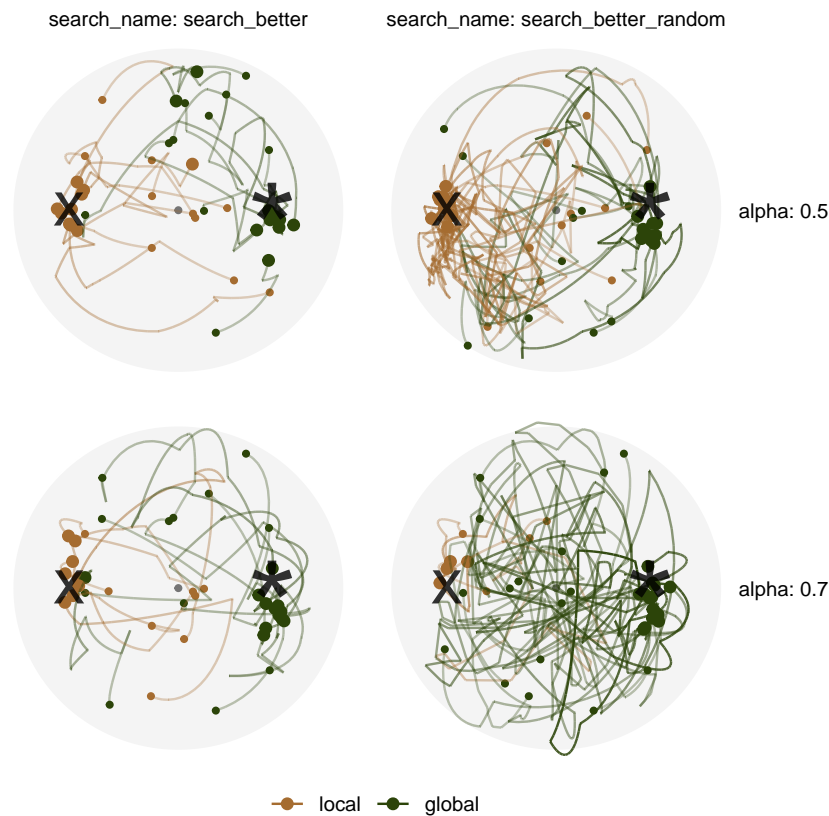 search_name: search_better
search_name: search_better_random
alpha: 0.5
X
*
X
*
alpha: 0.7
X
*
X
*
local
global